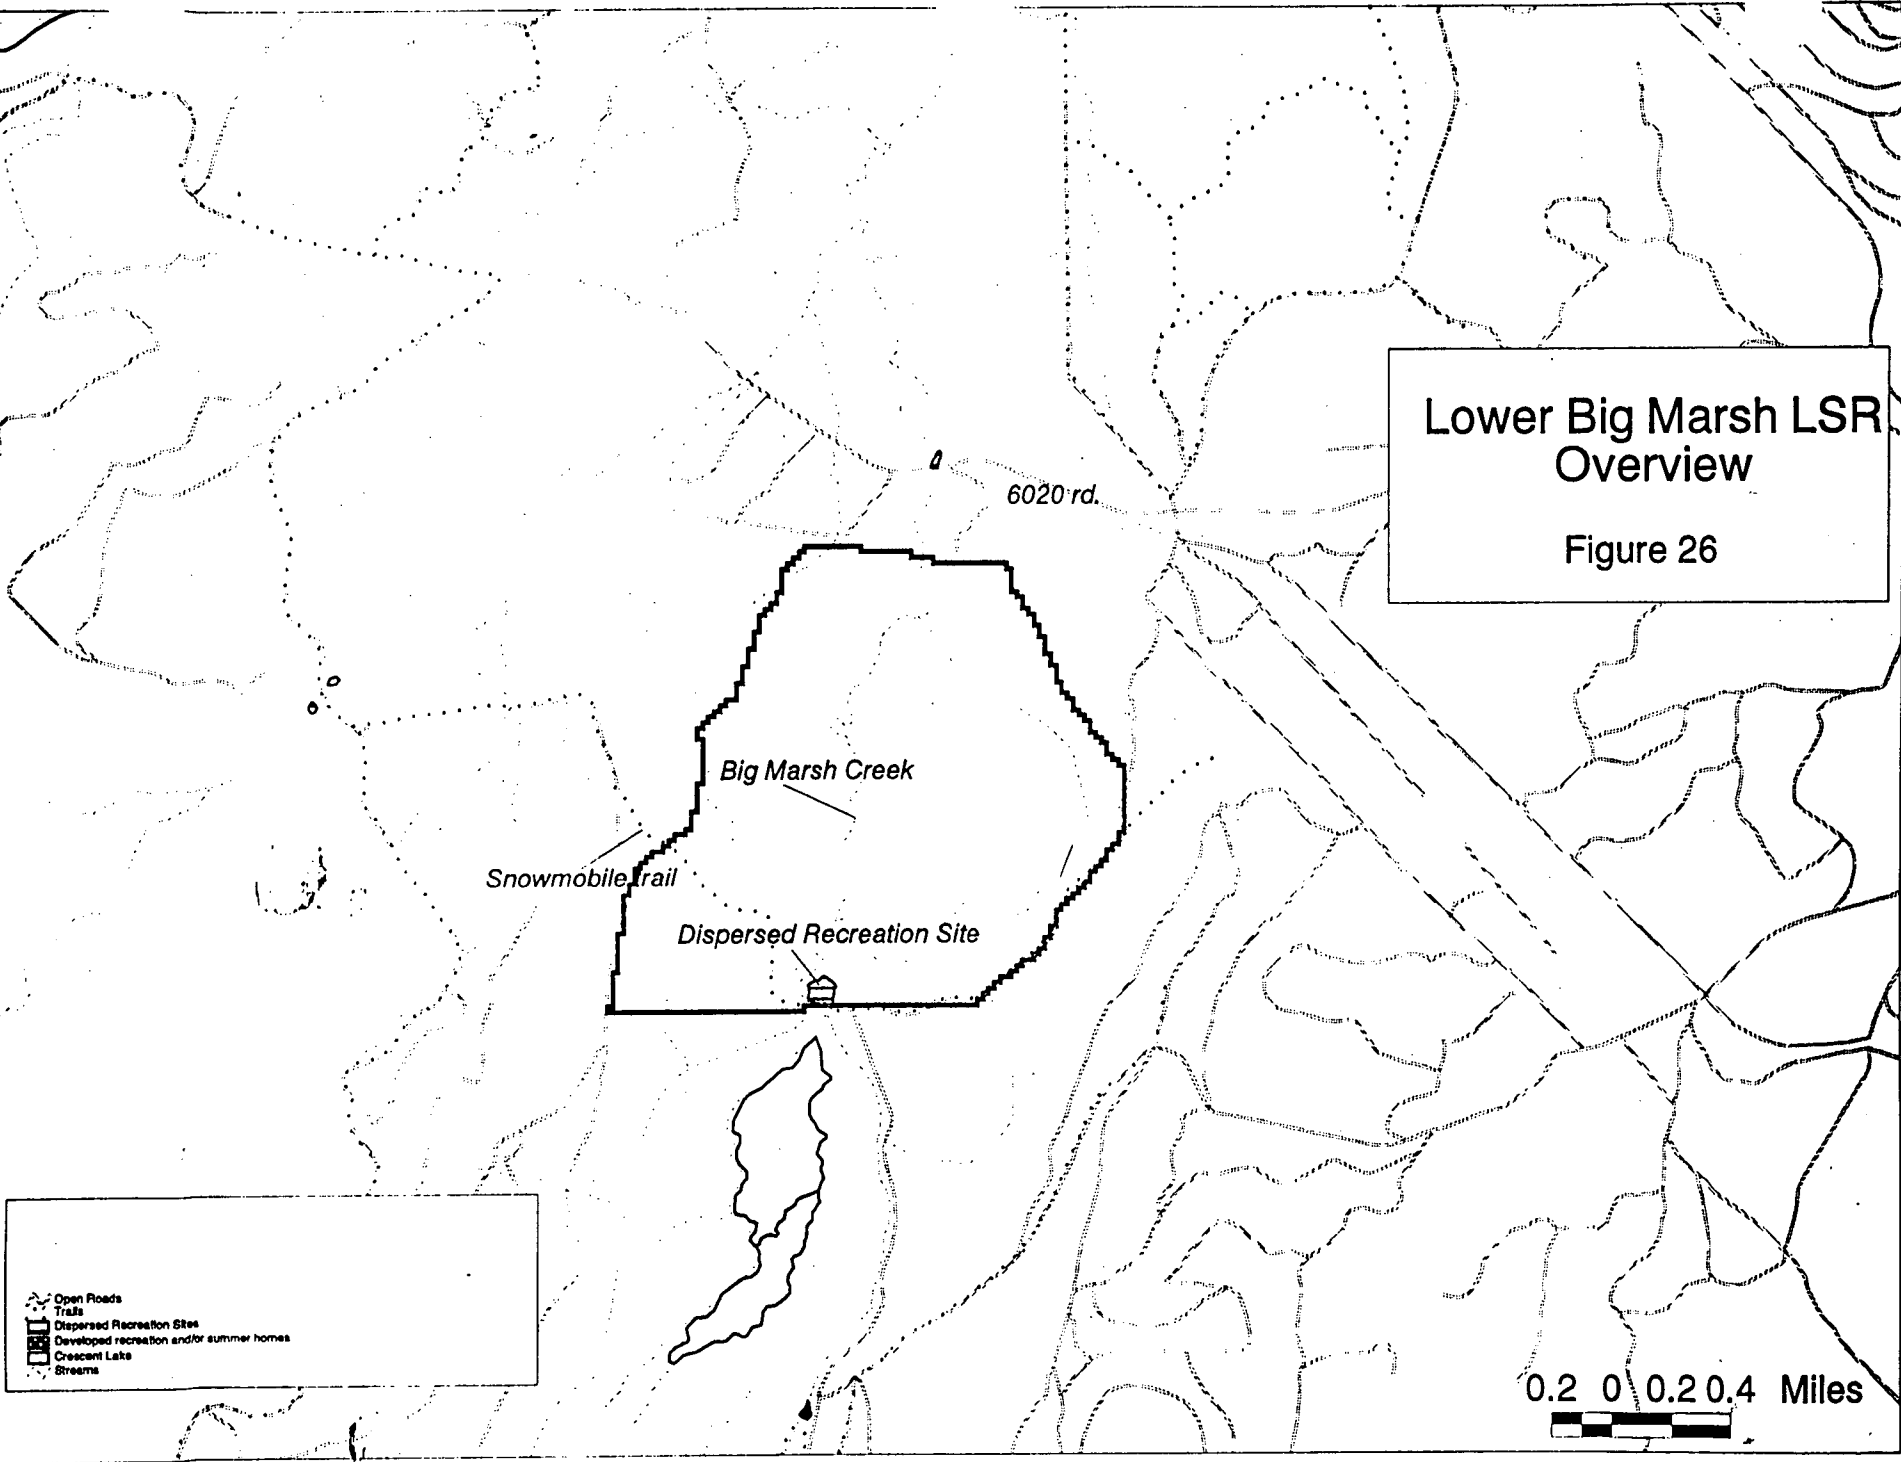 Lower Big Marsh LSR
Overview
Figure 26
6020 rd.
Big Marsh Creek
Snowmobile trail
Dispersed Recreation Site
Open Roads
Trails
Dispersed Recreation Sites
Developed recreation and/or summer homes
Crescent Lake
Streams
0.2 0 0.2 0.4 Miles